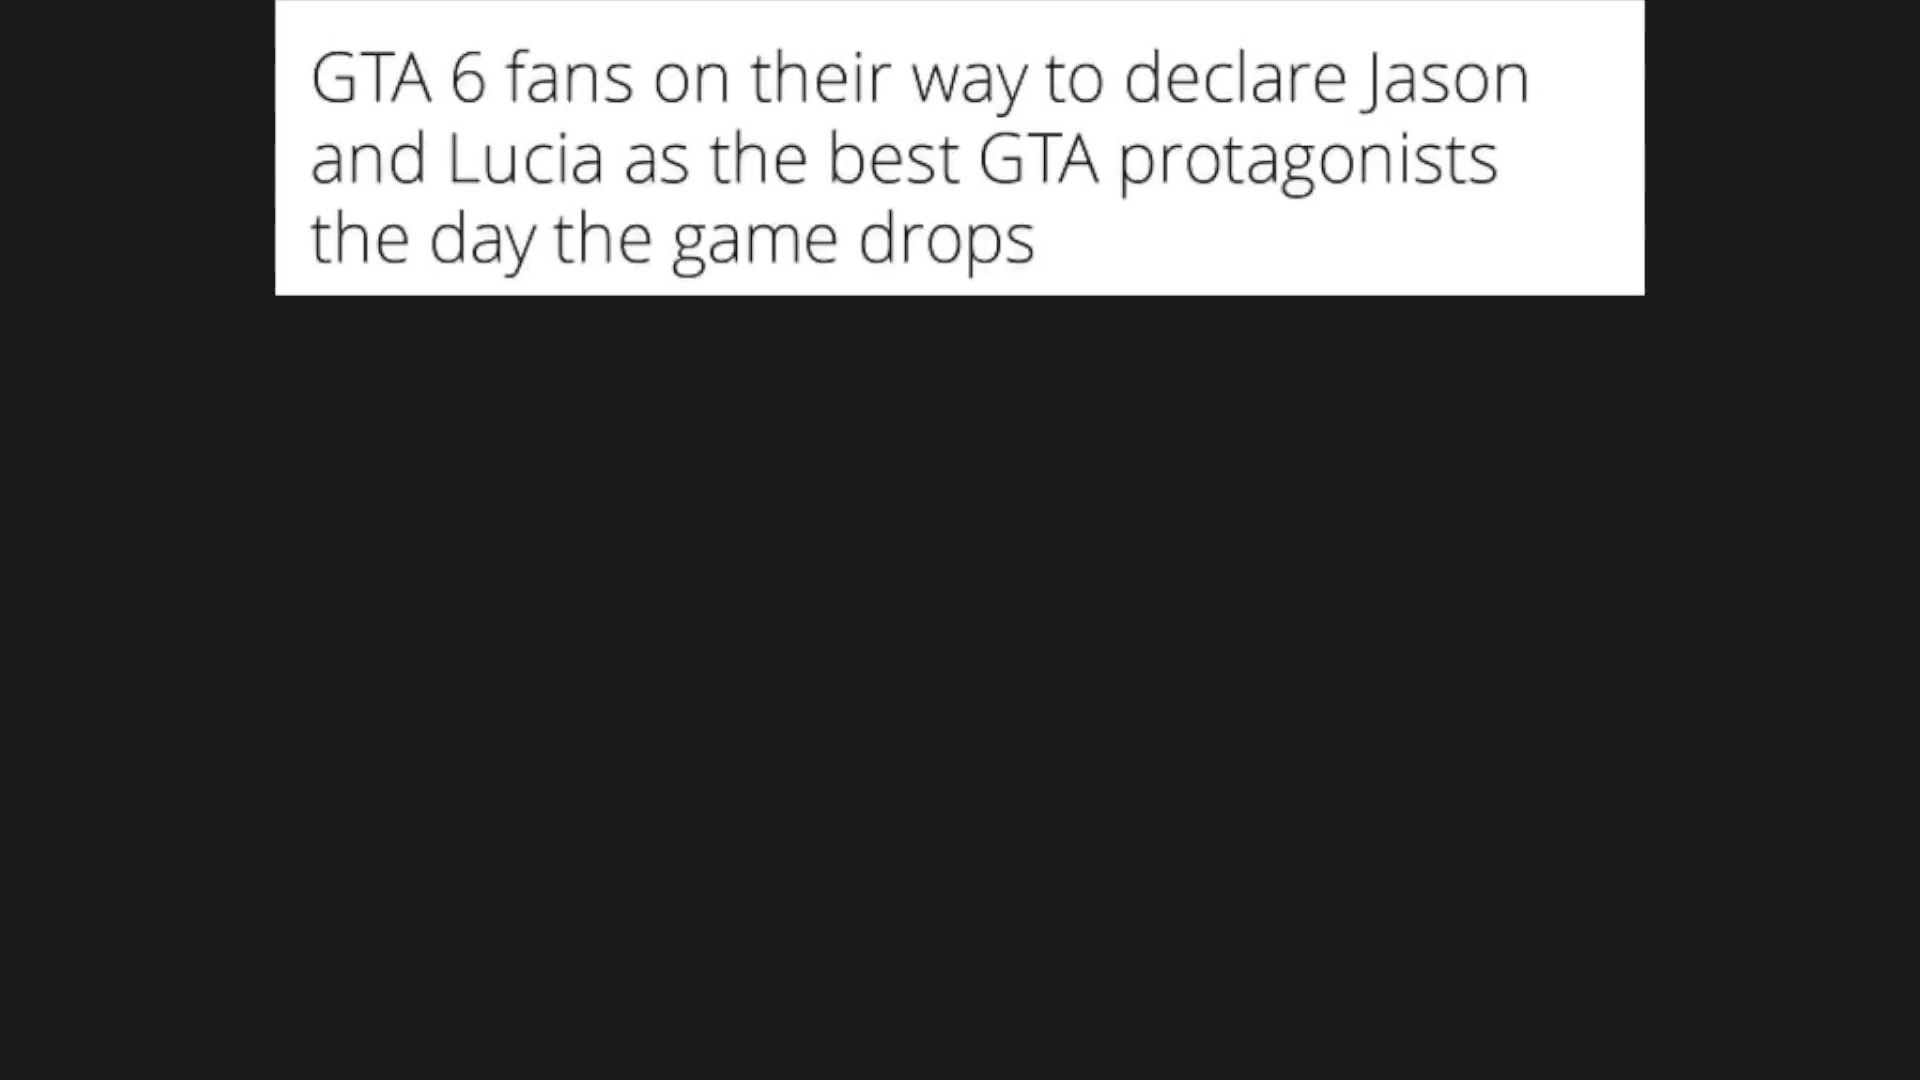 GTA 6 fans on their way to declare Jason
and Lucia as the best GTA protagonists
the day the game drops